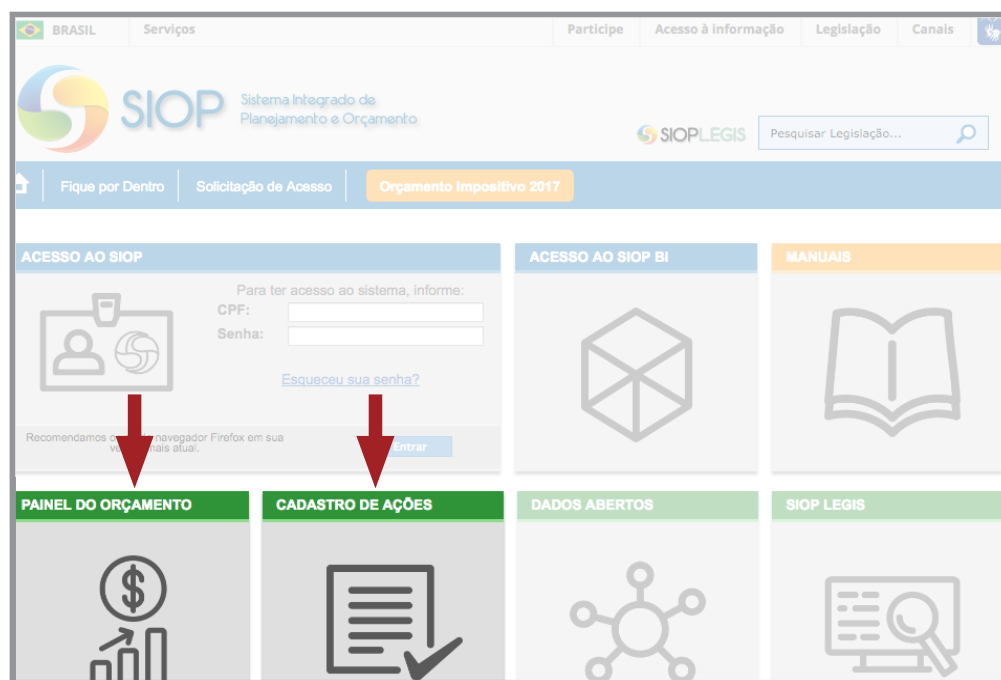 BRASIL Serviços Participe Acesso à informação Legislação Canais
SIOP Sistema Integrado de
Planejamento e Orçamento
SIOPLEGIS Pesquisar Legislação...
Fique por Dentro Solicitação de Acesso Orçamento Impositivo 2017
ACESSO AO SIOP
Para ter acesso ao sistema, informe:
CPF:
Senha:
Esqueceu sua senha?
Recomendamos o navegador Firefox em sua
mais atual.
Entrar
ACESSO AO SIOP BI
MANUAIS
PAINEL DO ORÇAMENTO
CADASTRO DE AÇÕES
DADOS ABERTOS
SIOP LEGIS